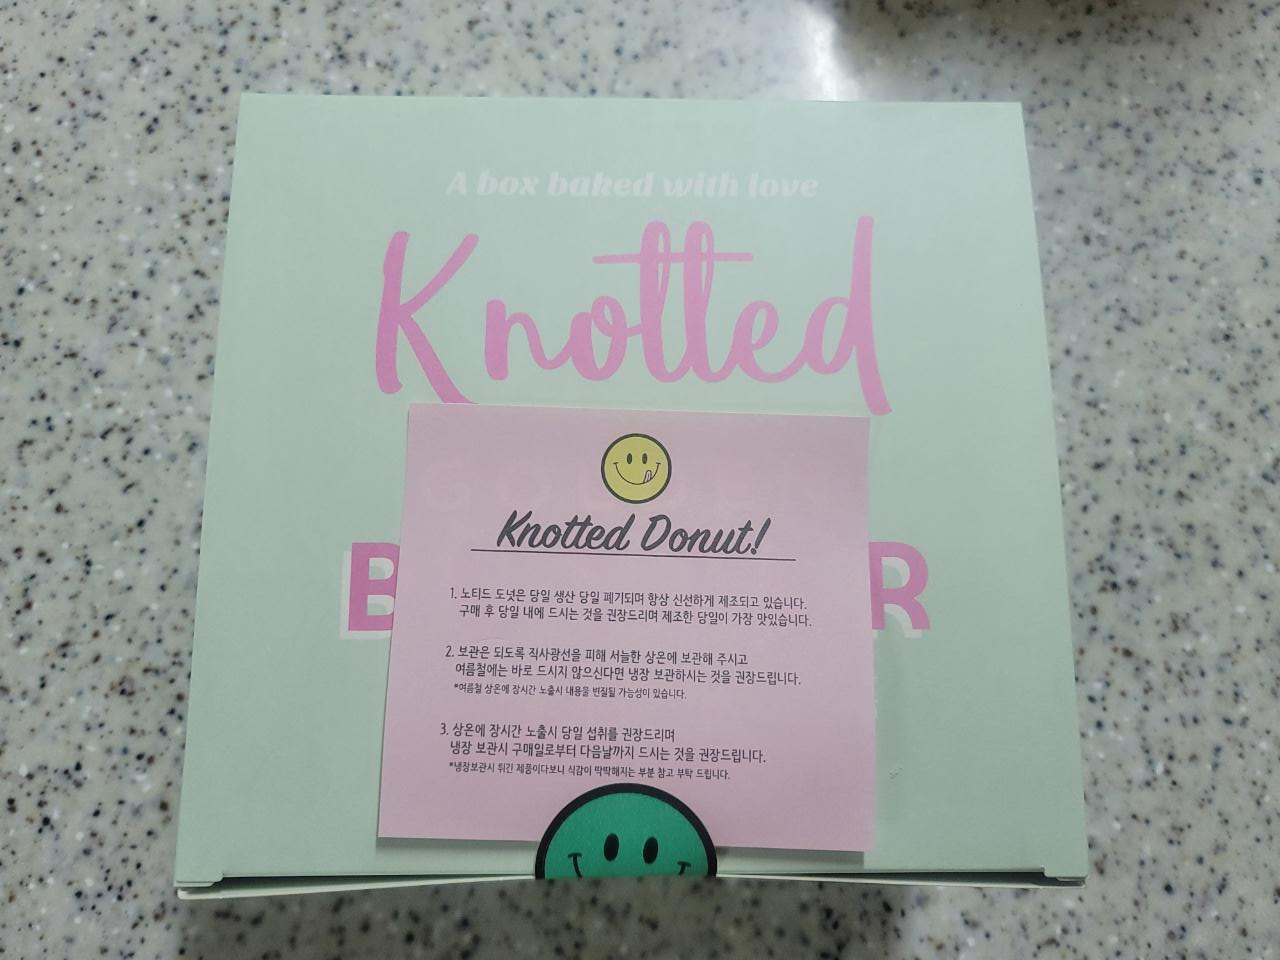 A box baked with love
Knotted
Knotted Donut!
1. 노티드 도넛은 당일 생산 당일 폐기되며 항상 신선하게 제조되고 있습니다.
구매 후 당일 내에 드시는 것을 권장드리며 제조한 당일이 가장 맛있습니다.
2. 보관은 되도록 직사광선을 피해 서늘한 상온에 보관해 주시고
여름철에는 바로 드시지 않으신다면 냉장 보관하시는 것을 권장드립니다.
*여름철 상온에 장시간 노출시 내용물 변질될 가능성이 있습니다.
3. 상온에 장시간 노출시 당일 섭취를 권장드리며
냉장 보관시 구매일로부터 다음날까지 드시는 것을 권장드립니다.
*냉장보관시 튀긴 제품이다보니 식감이 딱딱해지는 부분 참고 부탁 드립니다.